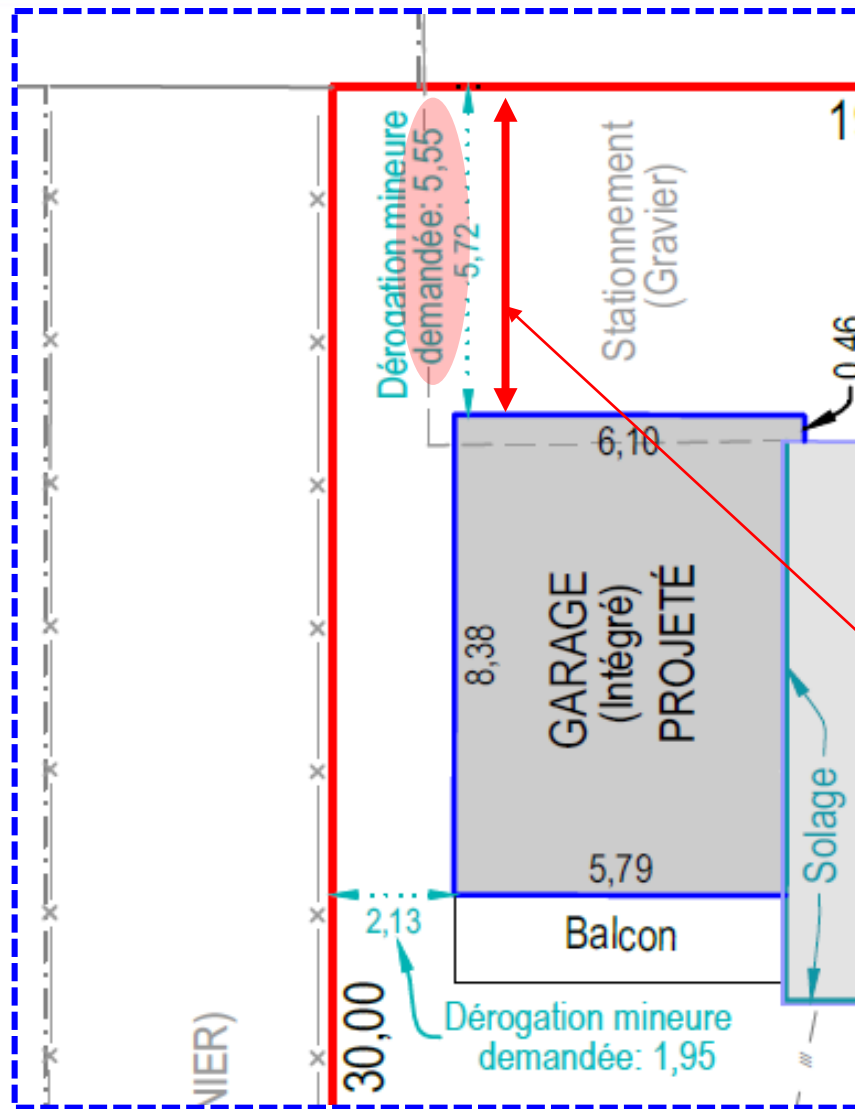 19
Dérogation mineure
demandée: 5,55
5,72
Stationnement
(Gravier)
0,46
6,10
8,38
GARAGE
(Intégré)
PROJETÉ
Solage
5,79
2,13
Balcon
30,00
Dérogation mineure
demandée: 1,95
NIER)